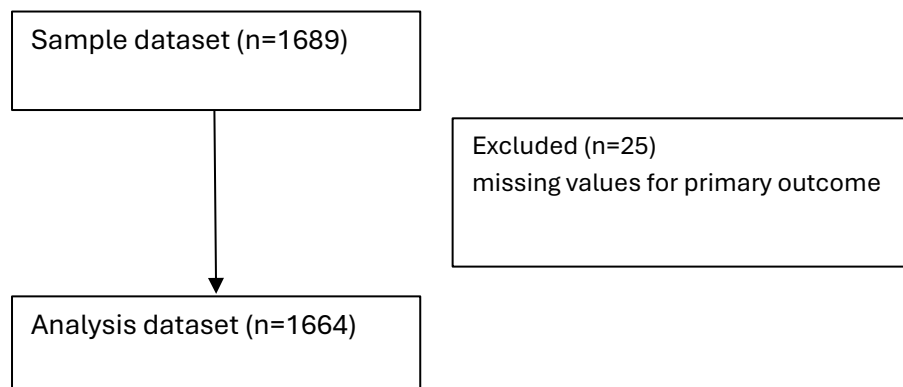 Sample dataset (n=1689)
Excluded (n=25)
missing values for primary outcome
Analysis dataset (n=1664)